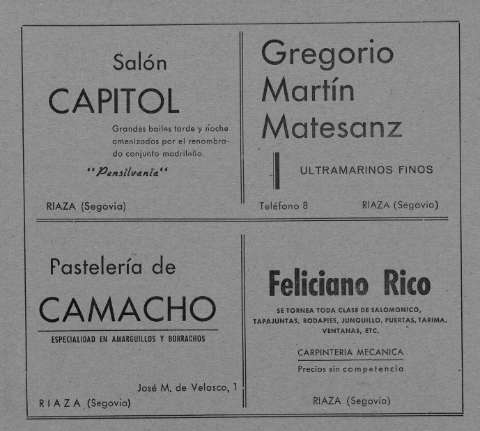 Salón
CAPITOL
Grandes bailes tarde y noche
amenizados por el renombra-
do conjunto madrileño.
"Pensilvania"
RIAZA (Segovia)
Gregorio
Martín
Matesanz
ULTRAMARINOS FINOS
Teléfono 8 RIAZA (Segovia)
Pastelería de
CAMACHO
ESPECIALIDAD EN AMARGUILLOS Y BORRACHOS
José M. de Velasco, 1
RIAZA (Segovia)
Feliciano Rico
SE TORNEA TODA CLASE DE SALOMONICO,
TAPAJUNTAS, RODAPIES, JUNQUILLO, PUERTAS, TARIMA,
VENTANAS, ETC.
CARPINTERIA MECANICA
Precios sin competencia
RIAZA (Segovia)